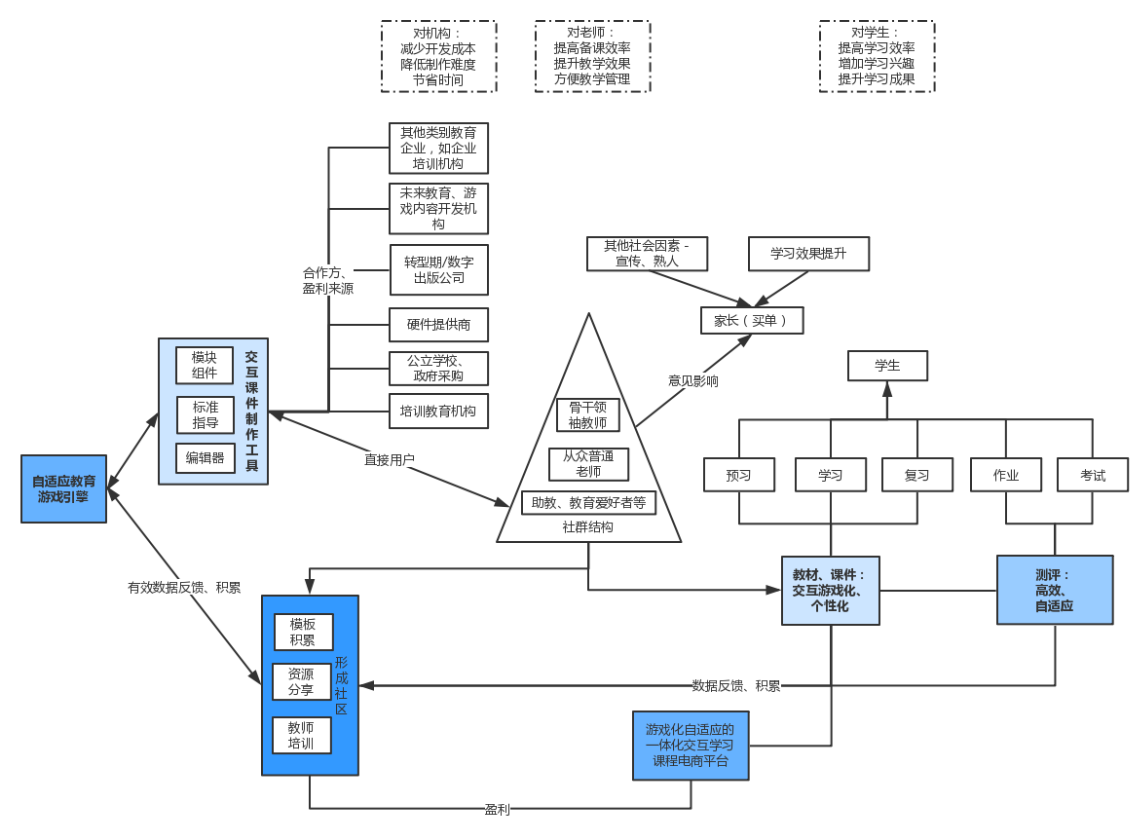 对机构：
减少开发成本
降低制作难度
节省时间
对老师：
提高备课效率
提升教学效果
方便教学管理
对学生：
提高学习效率
增加学习兴趣
提升学习成果
其他类别教育
企业，如企业
培训机构
未来教育、游
戏内容开发机
构
转型期/数字
出版公司
硬件提供商
公立学校、
政府采购
培训教育机构
合作方、
盈利来源
其他社会因素 -
宣传、熟人
学习效果提升
家长（买单）
意见影响
模块
组件
标准
指导
编辑器
交
互
课
件
制
作
工
具
直接用户
骨干领
袖教师
从众普通
老师
助教、教育爱好者等
社群结构
学生
预习
学习
复习
作业
考试
自适应教育
游戏引擎
有效数据反馈、积累
教材、课件：
交互游戏化、
个性化
测评：
高效、
自适应
模板
积累
资源
分享
教师
培训
形
成
社
区
数据反馈、积累
游戏化自适应的
一体化交互学习
课程电商平台
盈利